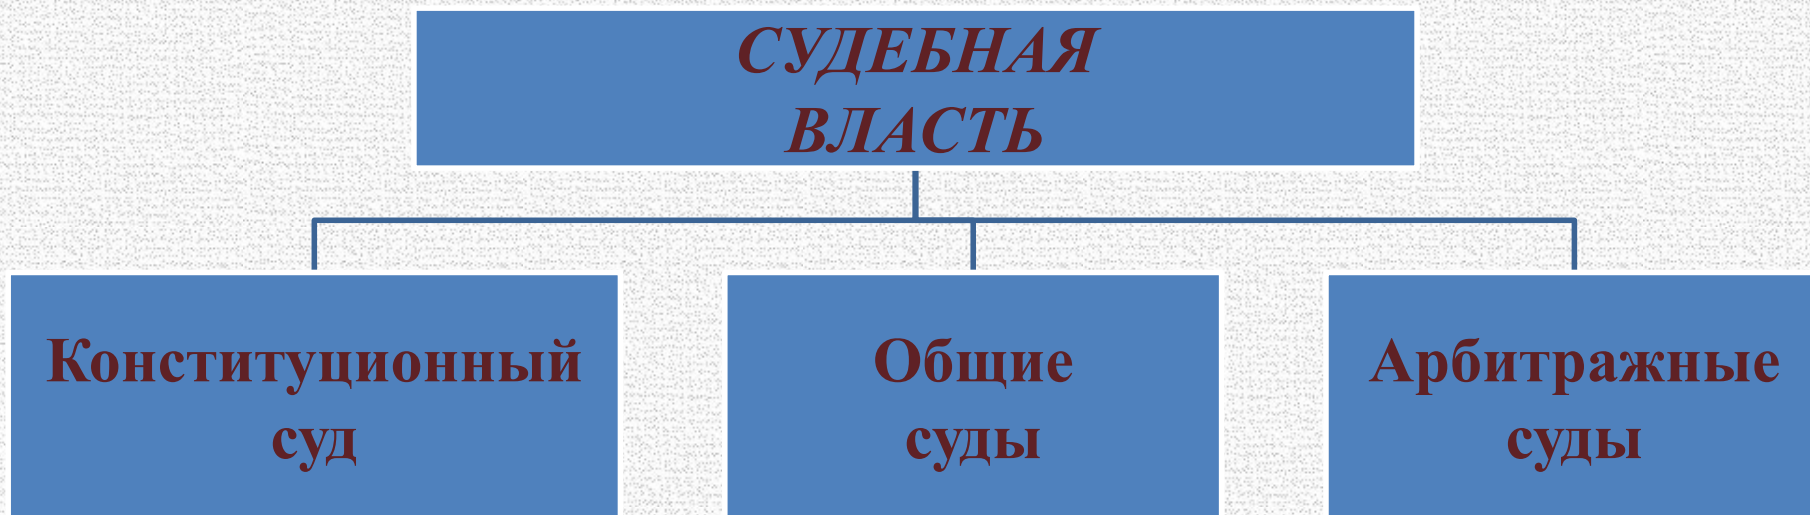 СУДЕБНАЯ
ВЛАСТЬ
Конституционный
суд
Общие
суды
Арбитражные
суды